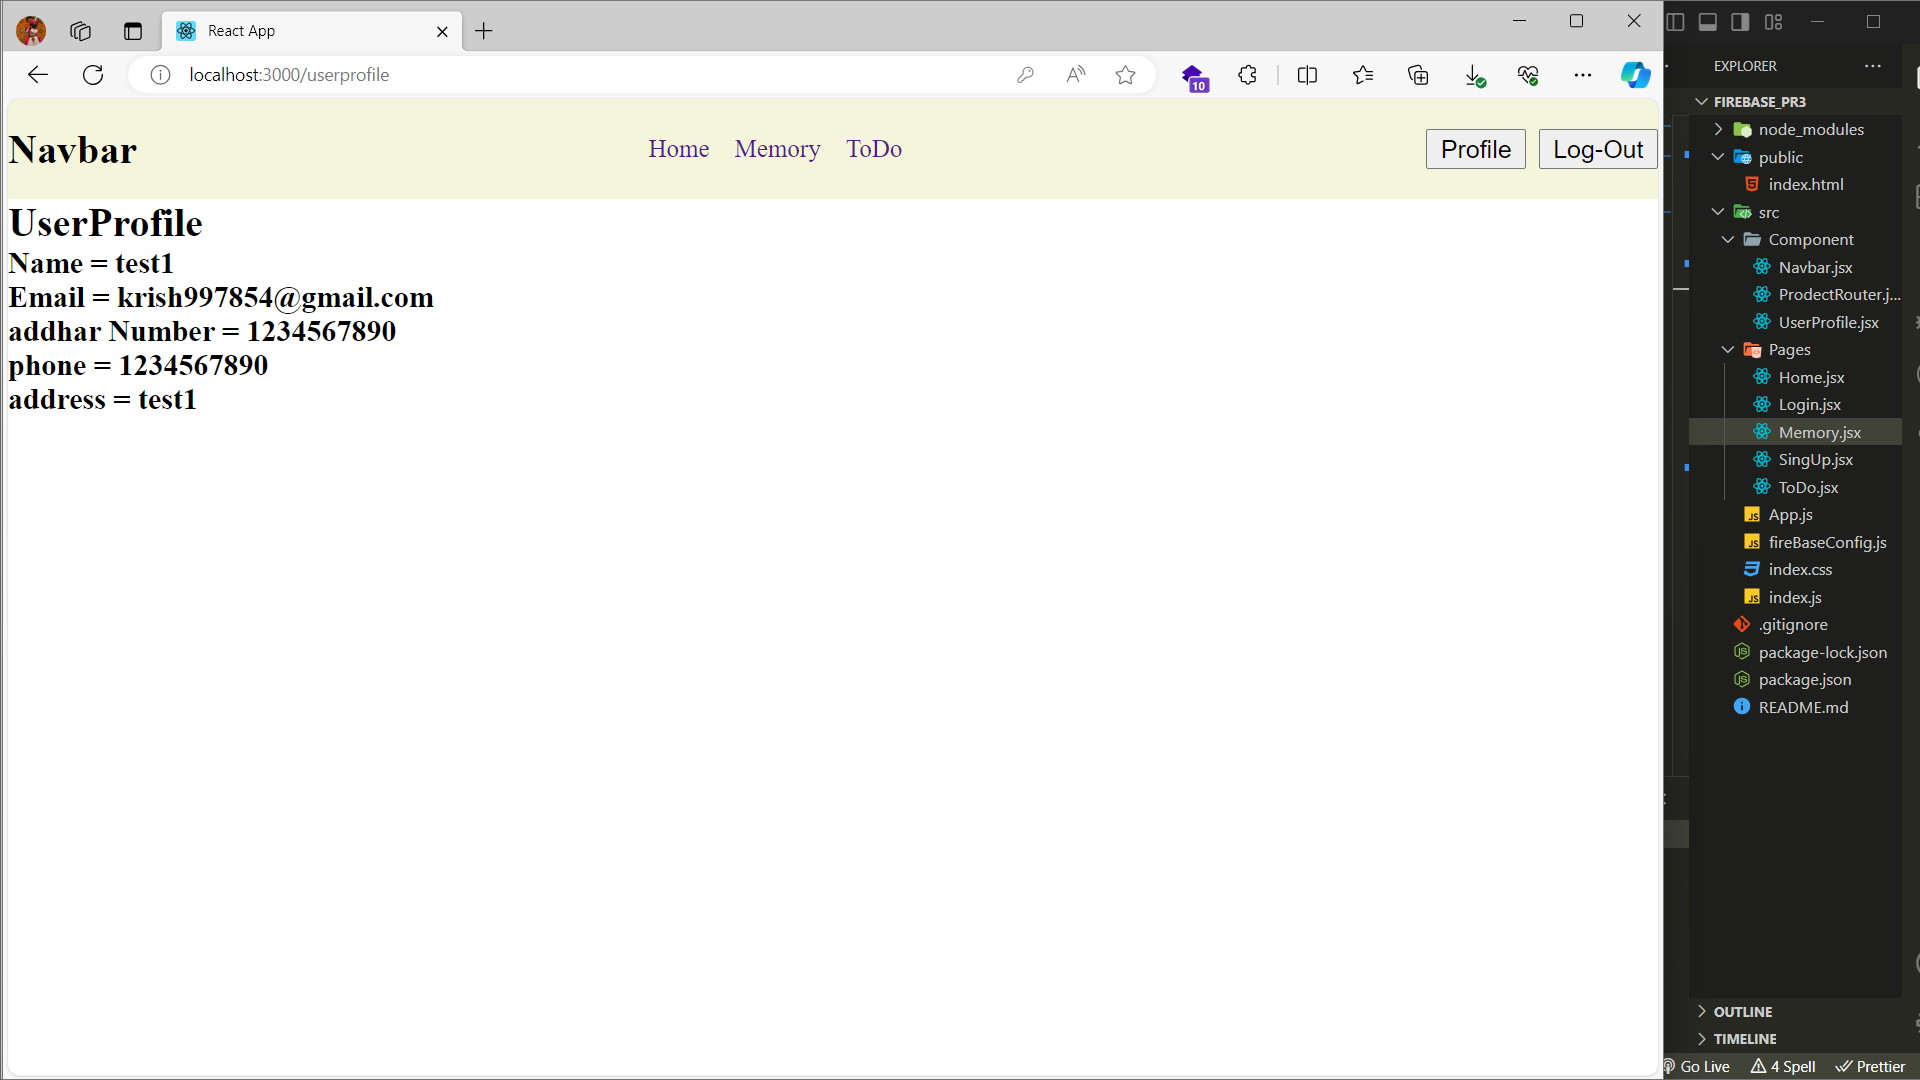 React App
localhost:3000/userprofile
10
Navbar
Home Memory ToDo
Profile Log-Out
UserProfile
Name = test1
Email = krish997854@gmail.com
addhar Number = 1234567890
phone = 1234567890
address = test1
EXPLORER
FIREBASE_PR3
node_modules
public
index.html
src
Component
Navbar.jsx
ProdectRouter.j...
UserProfile.jsx
Pages
Home.jsx
Login.jsx
Memory.jsx
SingUp.jsx
ToDo.jsx
App.js
fireBaseConfig.js
index.css
index.js
.gitignore
package-lock.json
package.json
README.md
OUTLINE
TIMELINE
Go Live 4 Spell Prettier